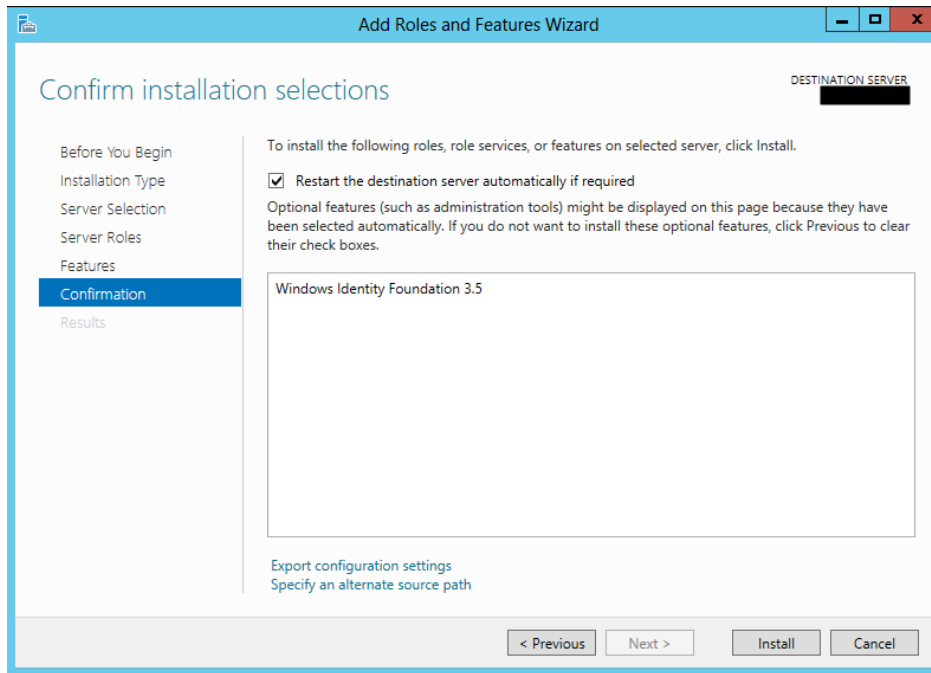 Add Roles and Features Wizard
Confirm installation selections
DESTINATION SERVER
Before You Begin
Installation Type
Server Selection
Server Roles
Features
Confirmation
Results
To install the following roles, role services, or features on selected server, click Install.
Restart the destination server automatically if required
Optional features (such as administration tools) might be displayed on this page because they have
been selected automatically. If you do not want to install these optional features, click Previous to clear
their check boxes.
Windows Identity Foundation 3.5
Export configuration settings
Specify an alternate source path
< Previous
Next >
Install
Cancel